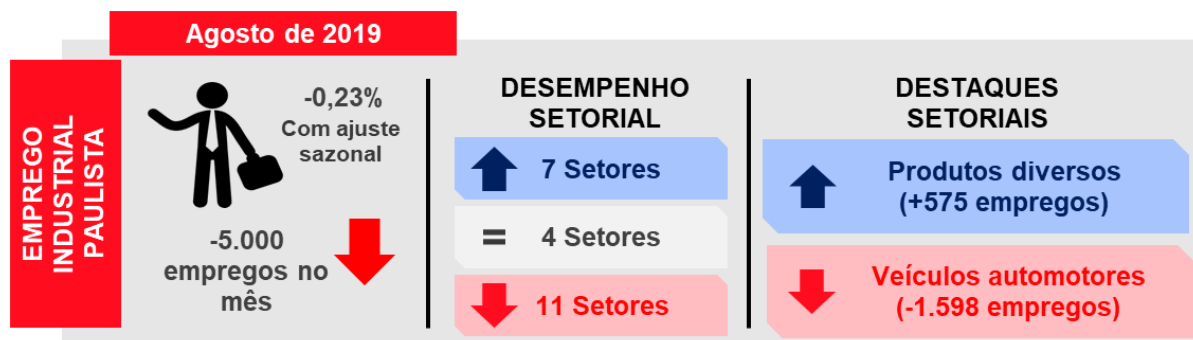 Agosto de 2019
EMPREGO
INDUSTRIAL
PAULISTA
-0,23%
Com ajuste
sazonal
-5.000
empregos no
mês
DESEMPENHO
SETORIAL
7 Setores
=
4 Setores
11 Setores
DESTAQUES
SETORIAIS
Produtos diversos
(+575 empregos)
Veículos automotores
(-1.598 empregos)